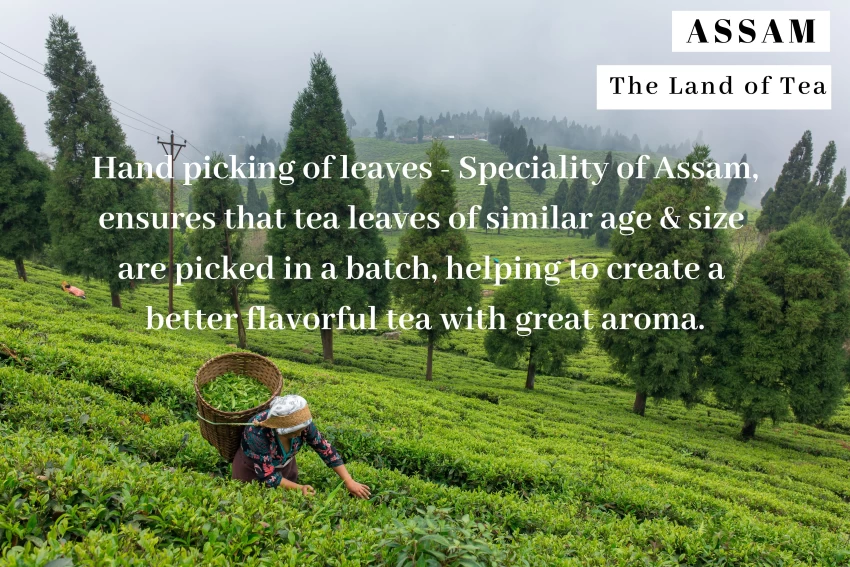 ASSAM
The Land of Tea
Hand picking of leaves - Speciality of Assam,
ensures that tea leaves of similar age & size
are picked in a batch, helping to create a
better flavorful tea with great aroma.